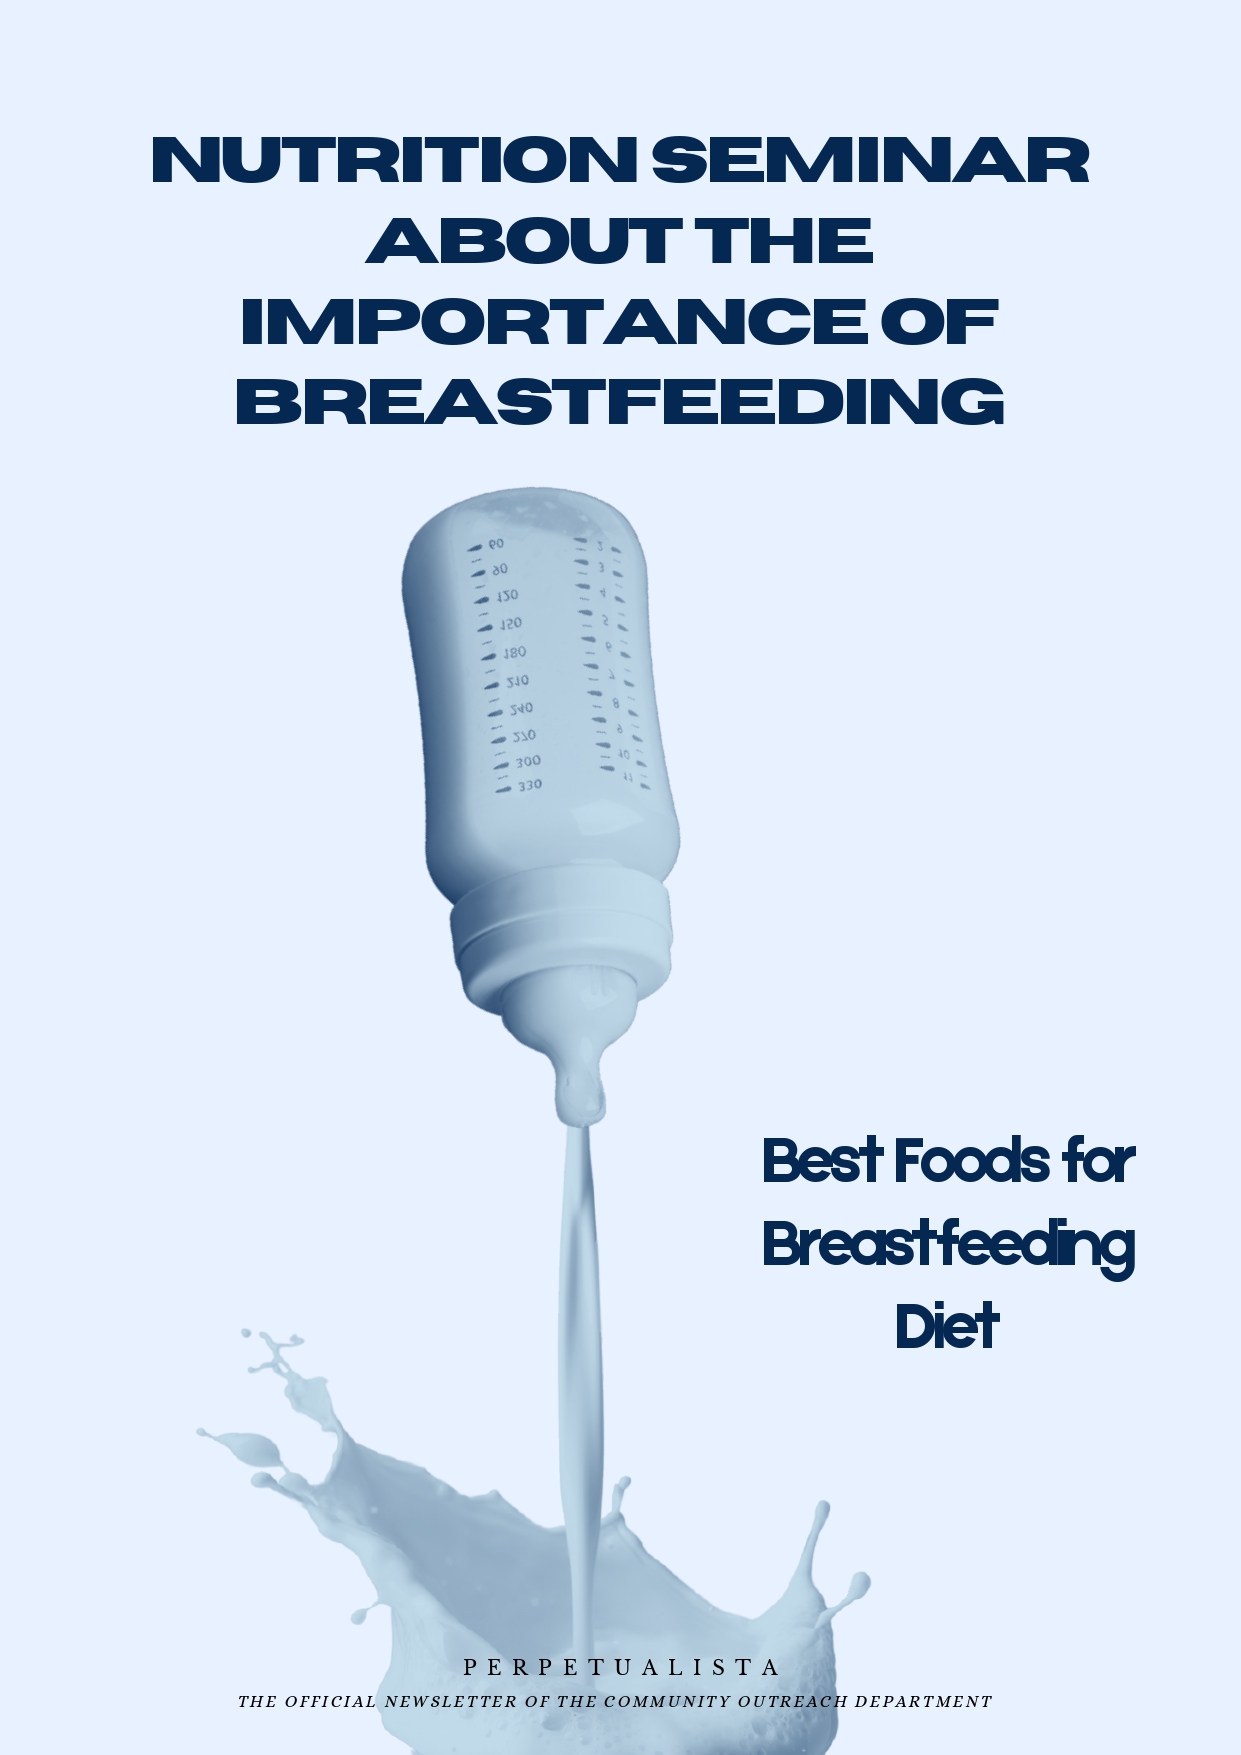 NUTRITION SEMINAR
ABOUT THE
IMPORTANCE OF
BREASTFEEDING
60
90
120
150
180
210
240
270
300
330
2
3
4
5
6
7
8
9
10
11
Best Foods for
Breastfeeding
Diet
PERPETUALISTA
THE OFFICIAL NEWSLETTER OF THE COMMUNITY OUTREACH DEPARTMENT